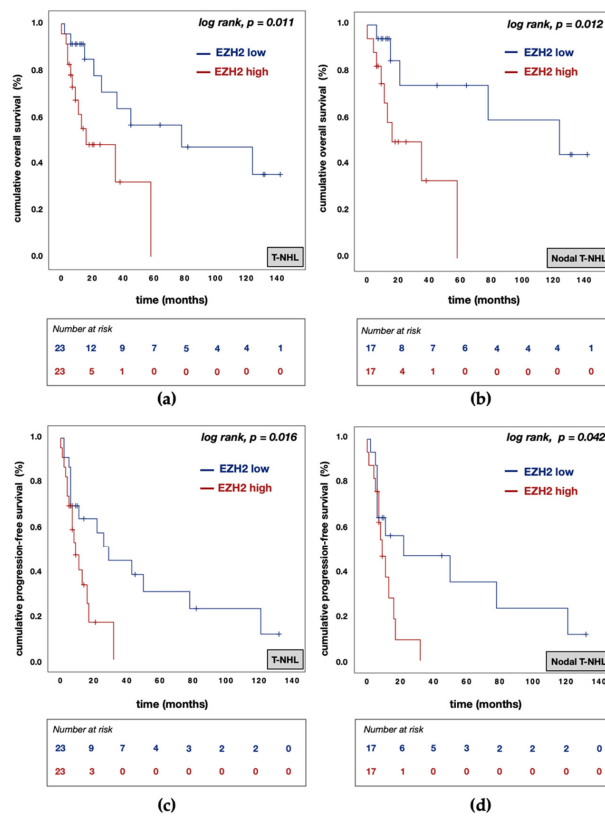 log rank, p = 0.011
EZH2 low
EZH2 high
cumulative overall survival (%)
1.0
0.8
0.6
0.4
0.2
0.0
T-NHL
0 20 40 60 80 100 120 140
time (months)
Number at risk
23 12 9 7 5 4 4 1
23 5 1 0 0 0 0 0
(a)
log rank, p = 0.012
EZH2 low
EZH2 high
cumulative overall survival (%)
1.0
0.8
0.6
0.4
0.2
0.0
Nodal T-NHL
0 20 40 60 80 100 120 140
time (months)
Number at risk
17 8 7 6 4 4 4 1
17 4 1 0 0 0 0 0
(b)
log rank, p = 0.016
EZH2 low
EZH2 high
cumulative progression-free survival (%)
1.0
0.8
0.6
0.4
0.2
0.0
T-NHL
0 20 40 60 80 100 120 140
time (months)
Number at risk
23 9 7 4 3 2 2 0
23 3 0 0 0 0 0 0
(c)
log rank, p = 0.042
EZH2 low
EZH2 high
cumulative progression-free survival (%)
1.0
0.8
0.6
0.4
0.2
0.0
Nodal T-NHL
0 20 40 60 80 100 120 140
time (months)
Number at risk
17 6 5 3 2 2 2 0
17 1 0 0 0 0 0 0
(d)